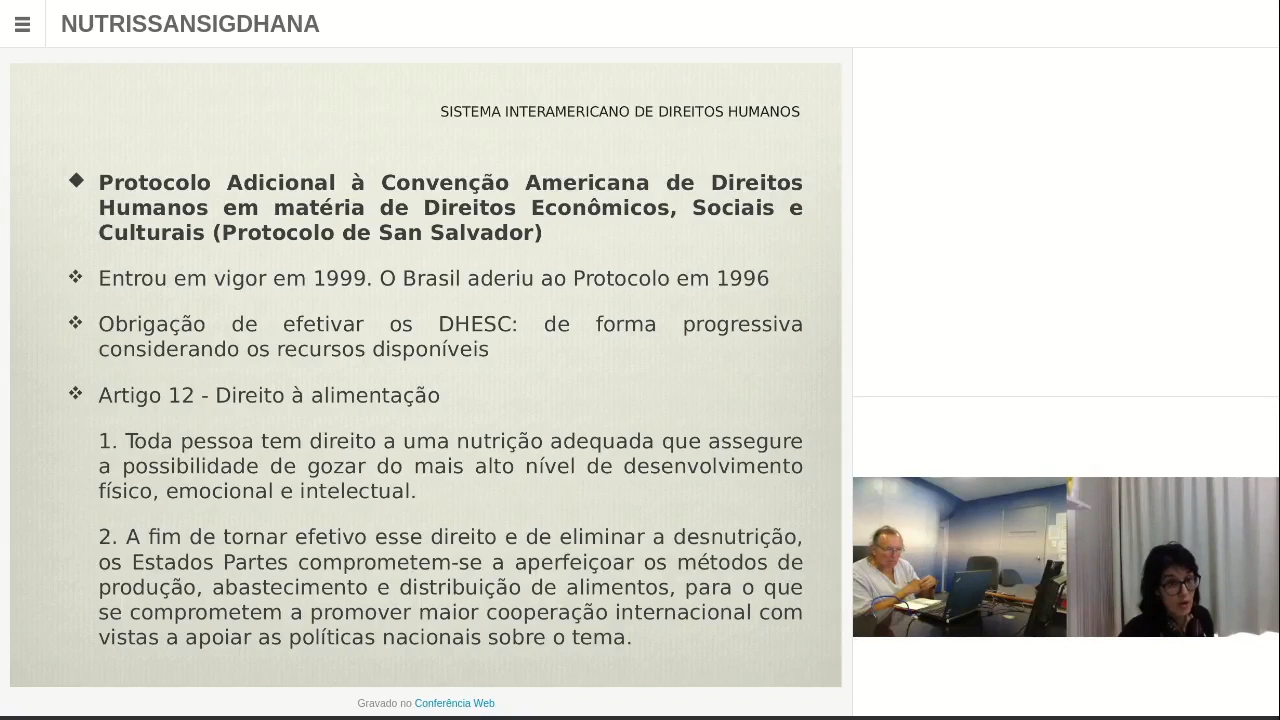 NUTRISSANSIGDHANA
SISTEMA INTERAMERICANO DE DIREITOS HUMANOS
Protocolo Adicional à Convenção Americana de Direitos
Humanos em matéria de Direitos Econômicos, Sociais e
Culturais (Protocolo de San Salvador)
Entrou em vigor em 1999. O Brasil aderiu ao Protocolo em 1996
Obrigação de efetivar os DHESC: de forma progressiva
considerando os recursos disponíveis
Artigo 12 - Direito à alimentação
1. Toda pessoa tem direito a uma nutrição adequada que assegure
a possibilidade de gozar do mais alto nível de desenvolvimento
físico, emocional e intelectual.
2. A fim de tornar efetivo esse direito e de eliminar a desnutrição,
os Estados Partes comprometem-se a aperfeiçoar os métodos de
produção, abastecimento e distribuição de alimentos, para o que
se comprometem a promover maior cooperação internacional com
vistas a apoiar as políticas nacionais sobre o tema.
Gravado no Conferência Web